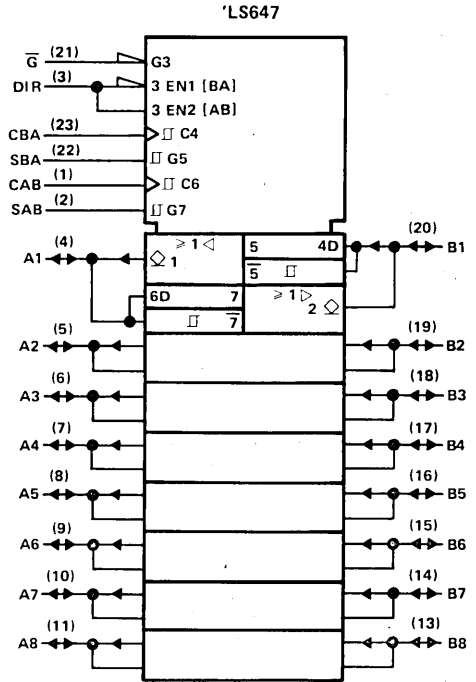 'LS647
G̅ (21) G3
DIR (3) 3 EN1 [BA]
3 EN2 [AB]
CBA (23) C4
SBA (22) G5
CAB (1) C6
SAB (2) G7
A1 (4) ≥1 ◁ 5 4D (20) B1
1 5̅
6D 7 ≥1 ▷
7̅ 2
A2 (5) (19) B2
A3 (6) (18) B3
A4 (7) (17) B4
A5 (8) (16) B5
A6 (9) (15) B6
A7 (10) (14) B7
A8 (11) (13) B8